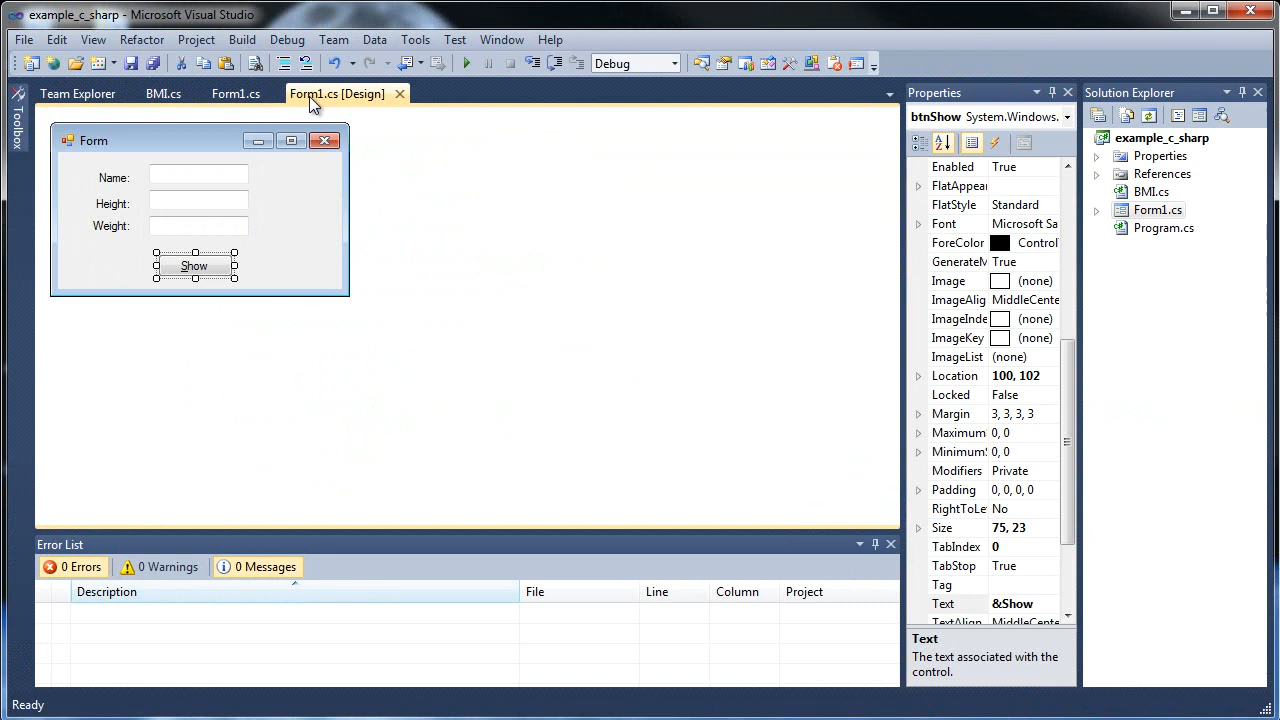 example_c_sharp - Microsoft Visual Studio
File Edit View Refactor Project Build Debug Team Data Tools Test Window Help
Debug
Toolbox
Team Explorer BMI.cs Form1.cs Form1.cs [Design]
Form
Name:
Height:
Weight:
Show
Error List
0 Errors 0 Warnings 0 Messages
Description File Line Column Project
Properties
btnShow System.Windows.
Enabled True
FlatAppear
FlatStyle Standard
Font Microsoft Sa
ForeColor Control
GenerateM True
Image (none)
ImageAlig MiddleCente
ImageInde (none)
ImageKey (none)
ImageList (none)
Location 100, 102
Locked False
Margin 3, 3, 3, 3
Maximum 0, 0
MinimumS 0, 0
Modifiers Private
Padding 0, 0, 0, 0
RightToLe No
Size 75, 23
TabIndex 0
TabStop True
Tag
Text &Show
TextAlign MiddleCente
Text
The text associated with the
control.
Solution Explorer
example_c_sharp
Properties
References
BMI.cs
Form1.cs
Program.cs
Ready